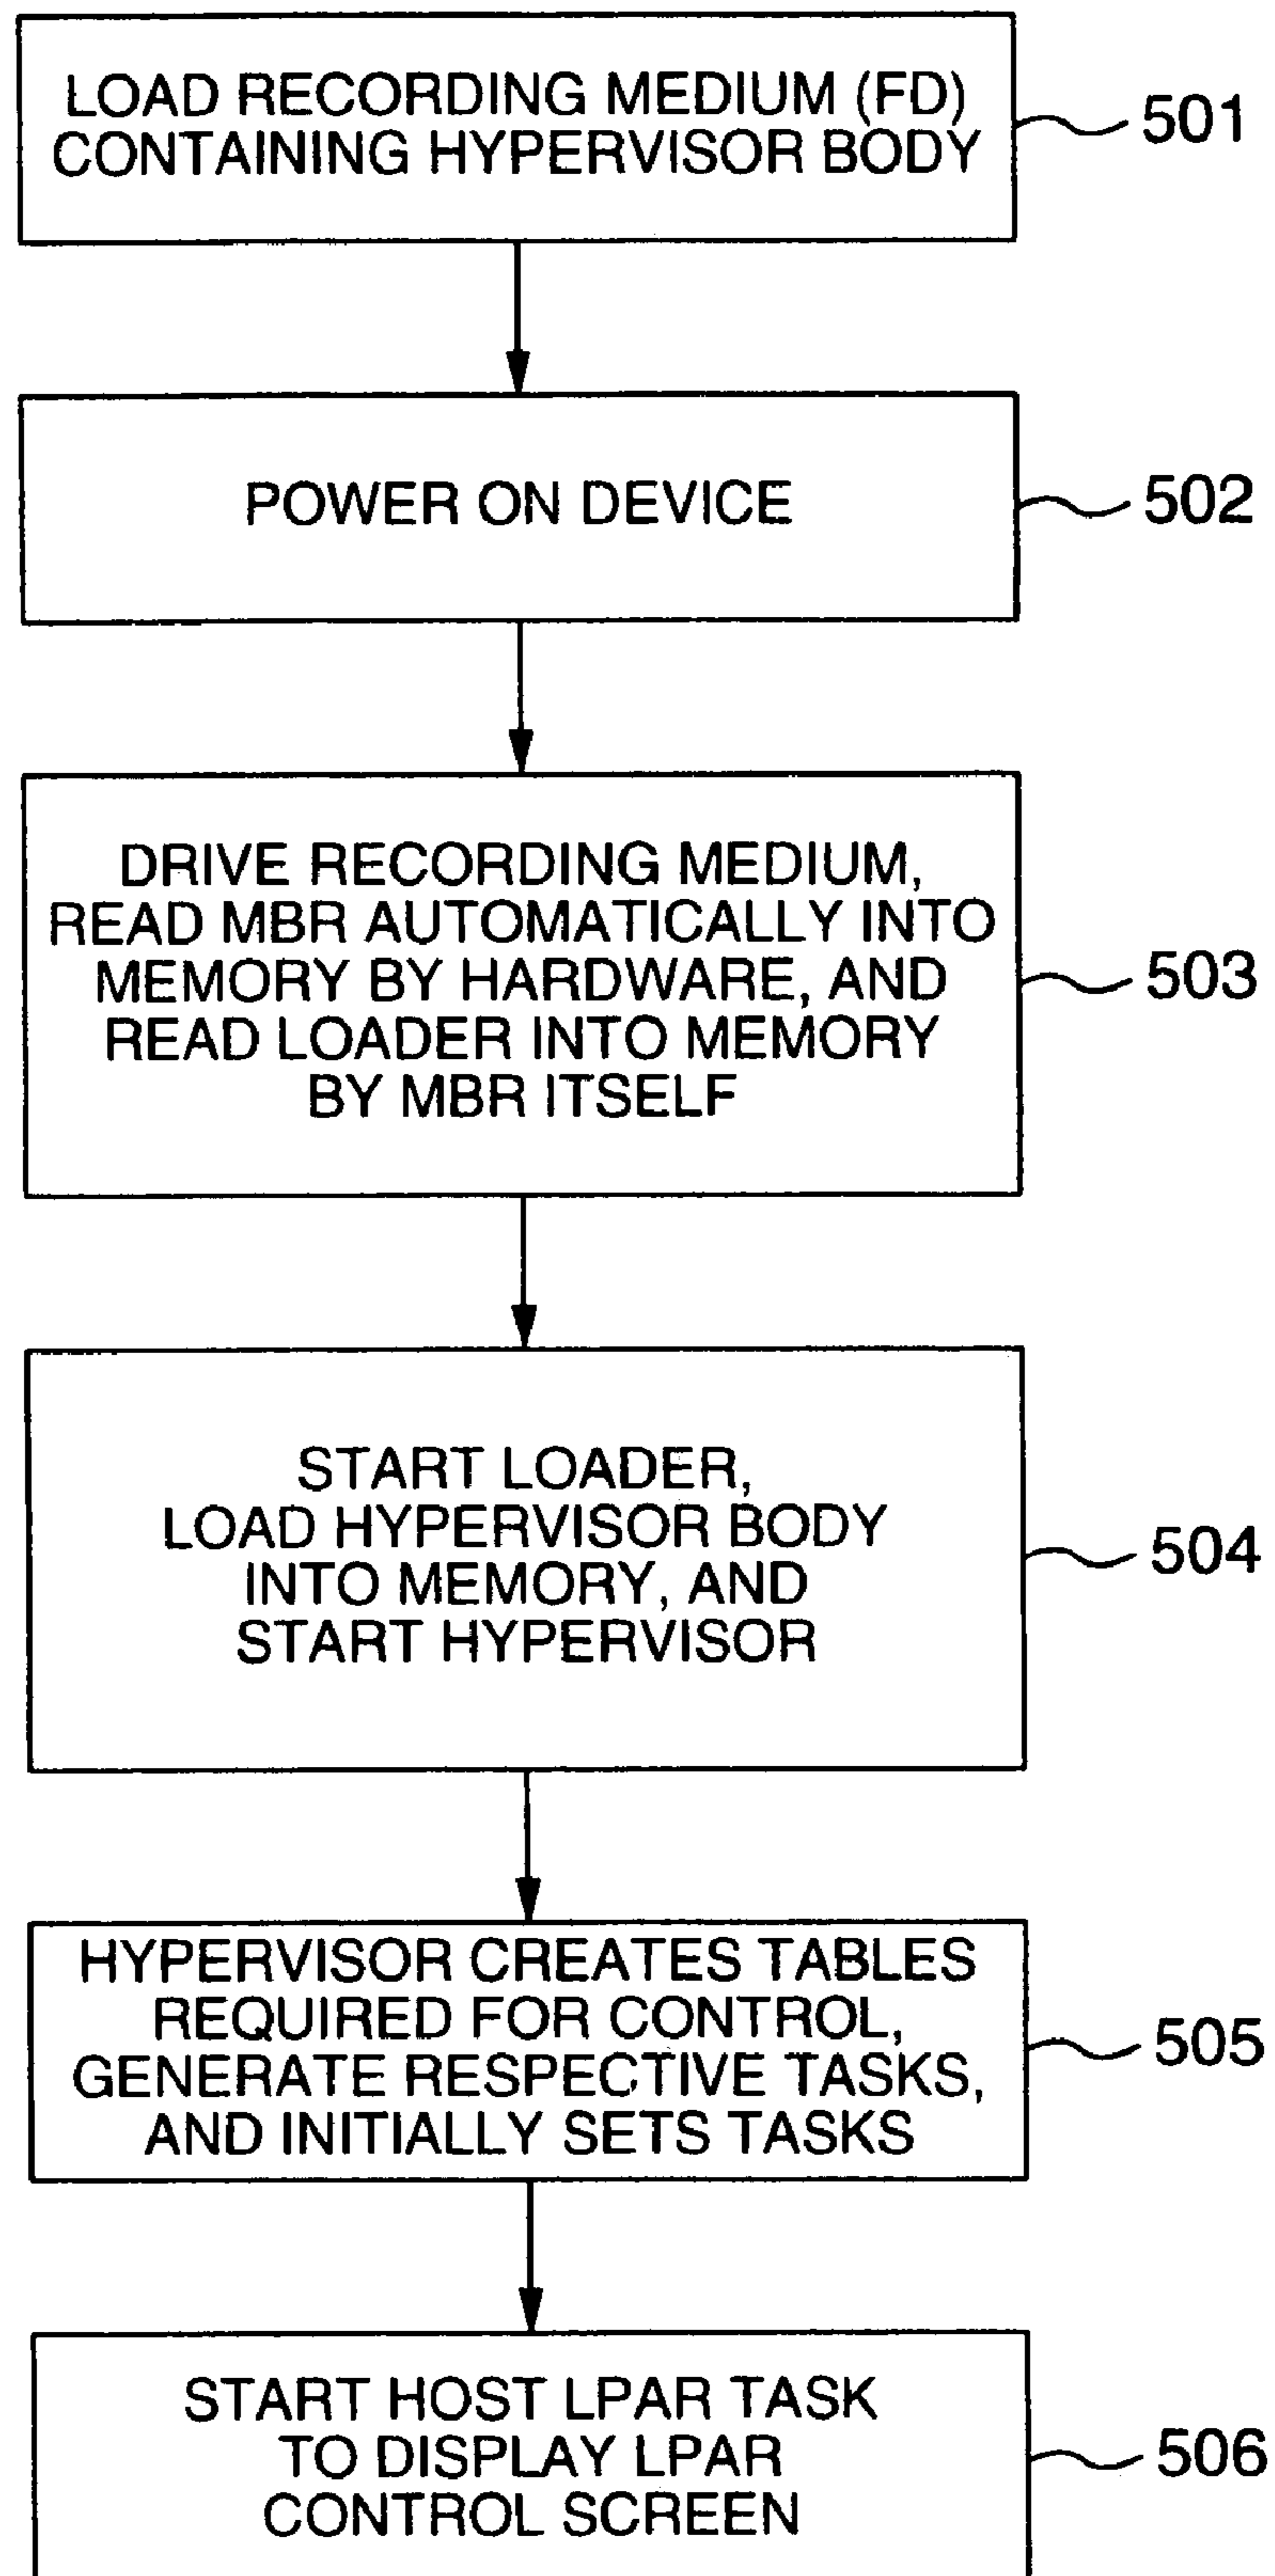 LOAD RECORDING MEDIUM (FD)
CONTAINING HYPERVISOR BODY
501
POWER ON DEVICE
502
DRIVE RECORDING MEDIUM,
READ MBR AUTOMATICALLY INTO
MEMORY BY HARDWARE, AND
READ LOADER INTO MEMORY
BY MBR ITSELF
503
START LOADER,
LOAD HYPERVISOR BODY
INTO MEMORY, AND
START HYPERVISOR
504
HYPERVISOR CREATES TABLES
REQUIRED FOR CONTROL,
GENERATE RESPECTIVE TASKS,
AND INITIALLY SETS TASKS
505
START HOST LPAR TASK
TO DISPLAY LPAR
CONTROL SCREEN
506